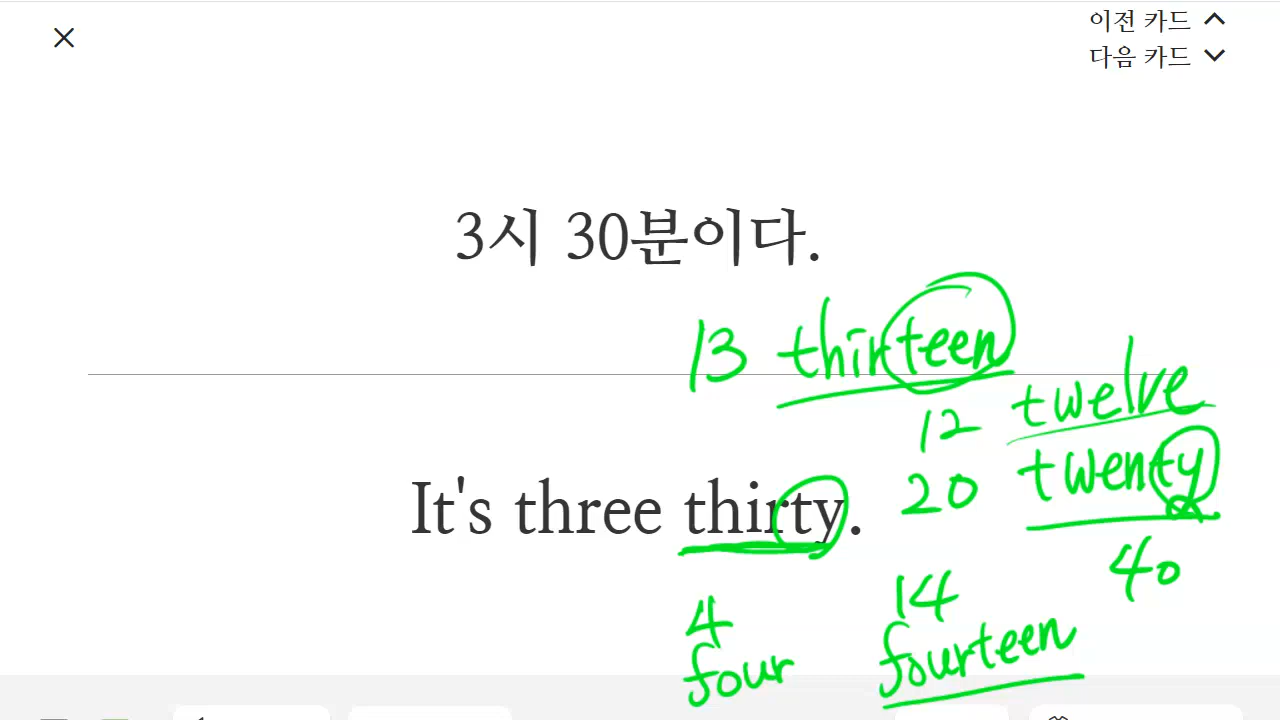 이전 카드
다음 카드
3시 30분이다.
13 thirteen
12 twelve
20 twenty
It's three thirty.
40
4 14
four fourteen